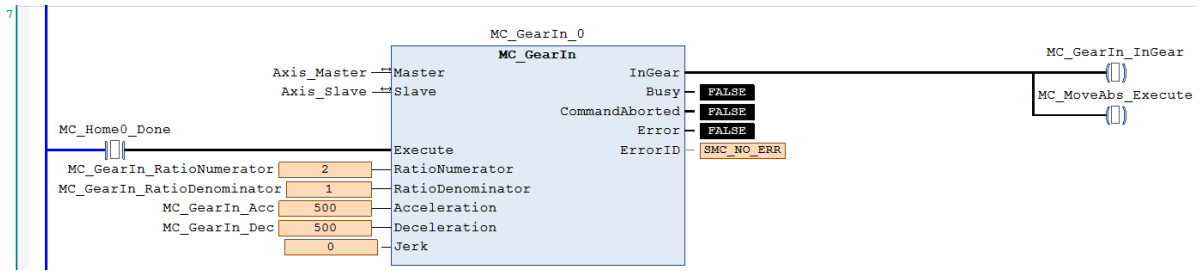 7
MC_GearIn_0
MC_GearIn
MC_GearIn_InGear
Axis_Master Master InGear
Axis_Slave Slave Busy FALSE
MC_MoveAbs_Execute
CommandAborted FALSE
MC_Home0_Done
Error FALSE
Execute ErrorID SMC_NO_ERR
MC_GearIn_RatioNumerator 2 RatioNumerator
MC_GearIn_RatioDenominator 1 RatioDenominator
MC_GearIn_Acc 500 Acceleration
MC_GearIn_Dec 500 Deceleration
0 Jerk